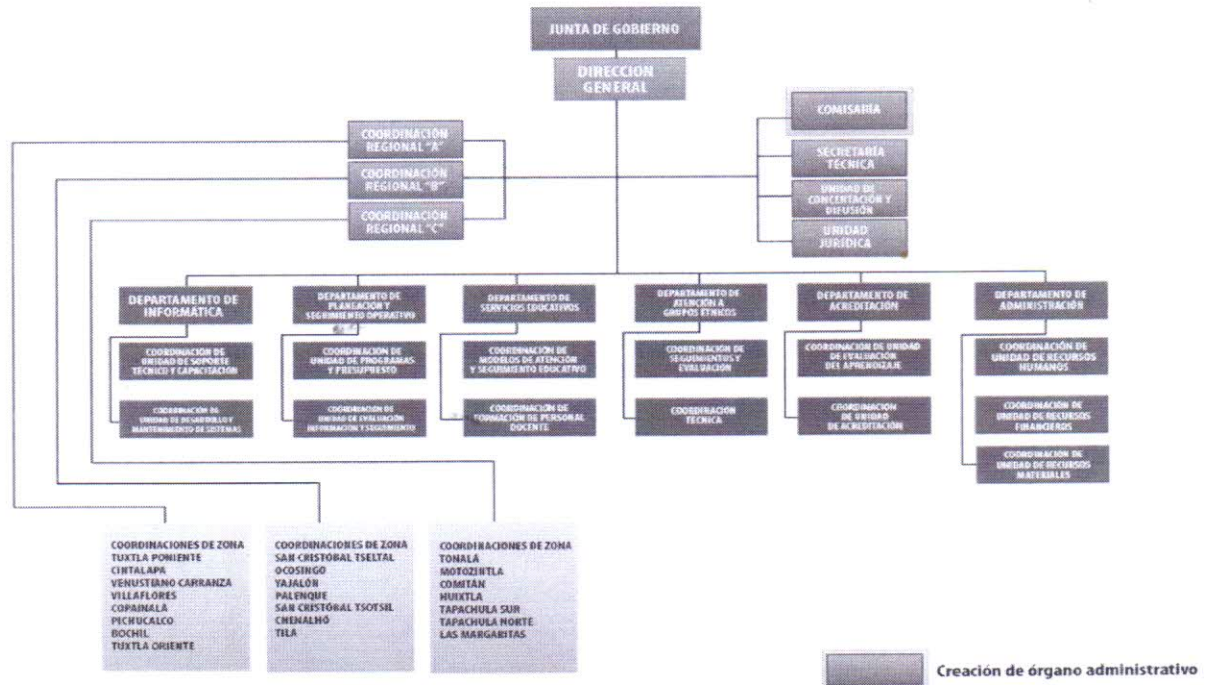 JUNTA DE GOBIERNO
DIRECCION
GENERAL
COMISARÍA
SECRETARÍA
TÉCNICA
UNIDAD DE
CONCERTACIÓN Y
DIFUSIÓN
UNIDAD
JURÍDICA
COORDINACIÓN
REGIONAL "A"
COORDINACIÓN
REGIONAL "B"
COORDINACIÓN
REGIONAL "C"
DEPARTAMENTO DE
INFORMÁTICA
COORDINACIÓN DE
UNIDAD DE SOPORTE
TÉCNICO Y CAPACITACIÓN
COORDINACIÓN DE
UNIDAD DE DESARROLLO Y
MANTENIMIENTO DE SISTEMAS
DEPARTAMENTO DE
PLANEACIÓN Y
SEGUIMIENTO OPERATIVO
COORDINACIÓN DE
UNIDAD DE PROGRAMAS
Y PRESUPUESTO
COORDINACIÓN DE
UNIDAD DE EVALUACIÓN
INFORMACIÓN Y SEGUIMIENTO
DEPARTAMENTO DE
SERVICIOS EDUCATIVOS
COORDINACIÓN DE
MODELOS DE ATENCIÓN
Y SEGUIMIENTO EDUCATIVO
COORDINACIÓN DE
FORMACIÓN DE PERSONAL
DOCENTE
DEPARTAMENTO DE
ATENCIÓN A
GRUPOS ÉTNICOS
COORDINACIÓN DE
SEGUIMIENTOS Y
EVALUACIÓN
COORDINACIÓN
TÉCNICA
DEPARTAMENTO DE
ACREDITACIÓN
COORDINACIÓN DE UNIDAD
DE EVALUACIÓN
DEL APRENDIZAJE
COORDINACIÓN
DE UNIDAD
DE ACREDITACIÓN
DEPARTAMENTO DE
ADMINISTRACIÓN
COORDINACIÓN DE
UNIDAD DE RECURSOS
HUMANOS
COORDINACIÓN DE
UNIDAD DE RECURSOS
FINANCIEROS
COORDINACIÓN DE
UNIDAD DE RECURSOS
MATERIALES
COORDINACIONES DE ZONA
TUXTLA PONIENTE
CINTALAPA
VENUSTIANO CARRANZA
VILLAFLORES
COPAINALÁ
PICHUCALCO
BOCHIL
TUXTLA ORIENTE
COORDINACIONES DE ZONA
SAN CRISTÓBAL TSELTAL
OCOSINGO
YAJALÓN
PALENQUE
SAN CRISTÓBAL TSOTSIL
CHENALHÓ
TILA
COORDINACIONES DE ZONA
TONALA
MOTOZINTLA
COMITÁN
HUIXTLA
TAPACHULA SUR
TAPACHULA NORTE
LAS MARGARITAS
Creación de órgano administrativo